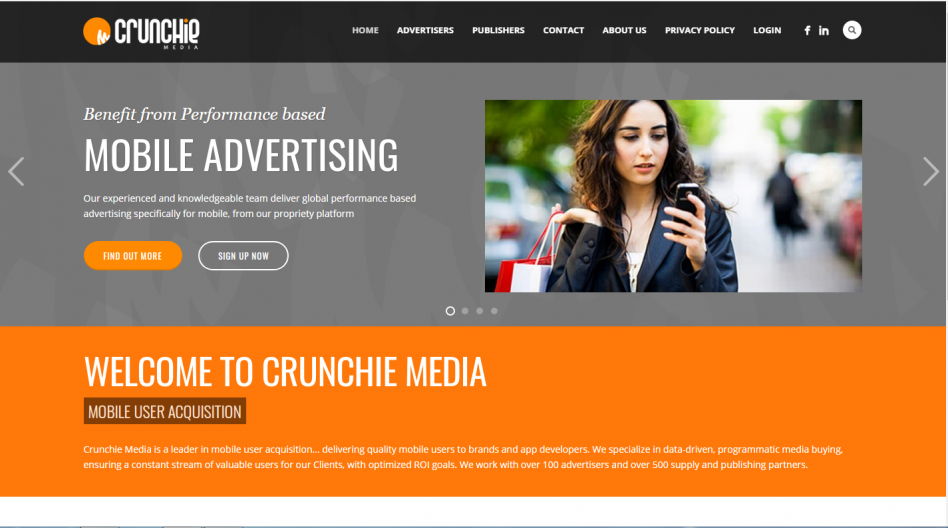 CRUNCHiE
MEDIA
HOME ADVERTISERS PUBLISHERS CONTACT ABOUT US PRIVACY POLICY LOGIN f in
Benefit from Performance based
MOBILE ADVERTISING
Our experienced and knowledgeable team deliver global performance based
advertising specifically for mobile, from our propriety platform
FIND OUT MORE SIGN UP NOW
WELCOME TO CRUNCHIE MEDIA
MOBILE USER ACQUISITION
Crunchie Media is a leader in mobile user acquisition... delivering quality mobile users to brands and app developers. We specialize in data-driven, programmatic media buying,
ensuring a constant stream of valuable users for our Clients, with optimized ROI goals. We work with over 100 advertisers and over 500 supply and publishing partners.